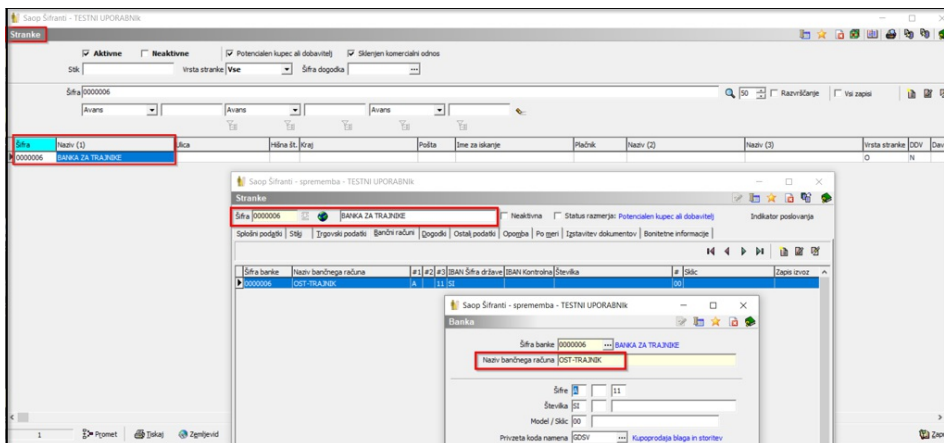 Saop Šifranti - TESTNI UPORABNIk
Stranke
Aktivne Neaktivne Potencialen kupec ali dobavitelj Sklenjen komercialni odnos
Stik Vrsta stranke Vse Šifra dogodka ...
Šifra 0000006 50 Razvrščanje Vsi zapisi
Avans Avans Avans
Šifra Naziv (1) Ulica Hišna št. Kraj Pošta Ime za iskanje Plačnik Naziv (2) Naziv (3) Vrsta stranke DDV Dav
0000006 BANKA ZA TRAJNIKE O N
Saop Šifranti - sprememba - TESTNI UPORABNIk
Stranke
Šifra 0000006 BANKA ZA TRAJNIKE Neaktivna Status razmerja: Potencialen kupec ali dobavitelj Indikator poslovanja
Splošni podatki Stiki Trgovski podatki Bančni računi Dogodki Ostali podatki Opomba Po meri Izstavitev dokumentov Bonitetne informacije
Šifra banke Naziv bančnega računa #1 #2 #3 IBAN Šifra države IBAN Kontrolna Številka # Sklic Zapis izvoz
0000006 OST-TRAJNIK A 11 SI 00
Saop Šifranti - sprememba - TESTNI UPORABNIk
Banka
Šifra banke 0000006 ... BANKA ZA TRAJNIKE
Naziv bančnega računa OST-TRAJNIK
Šifre A 11
Številka SI
Model / Sklic 00
Privzeta koda namena GDSV ... Kupoprodaja blaga in storitev
1 Promet Tiskaj Zemljevid Zapr